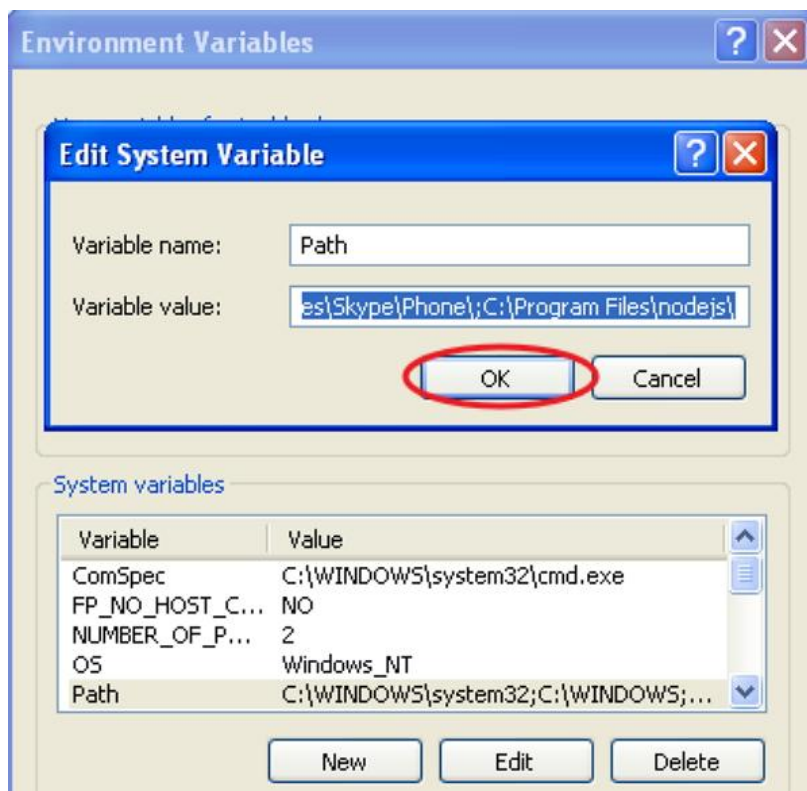 Environment Variables
Edit System Variable
Variable name: Path
Variable value: es\Skype\Phone\;C:\Program Files\nodejs\
OK Cancel
System variables
Variable Value
ComSpec C:\WINDOWS\system32\cmd.exe
FP_NO_HOST_C... NO
NUMBER_OF_P... 2
OS Windows_NT
Path C:\WINDOWS\system32;C:\WINDOWS;...
New Edit Delete